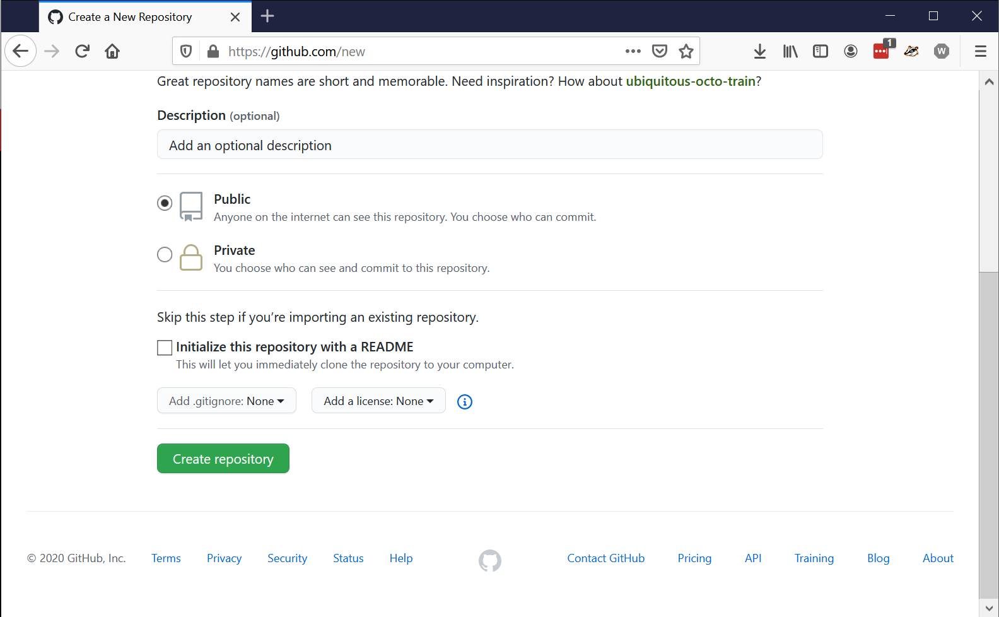 Create a New Repository
https://github.com/new
1
W
Great repository names are short and memorable. Need inspiration? How about ubiquitous-octo-train?
Description (optional)
Add an optional description
Public
Anyone on the internet can see this repository. You choose who can commit.
Private
You choose who can see and commit to this repository.
Skip this step if you’re importing an existing repository.
Initialize this repository with a README
This will let you immediately clone the repository to your computer.
Add .gitignore: None Add a license: None
Create repository
© 2020 GitHub, Inc. Terms Privacy Security Status Help Contact GitHub Pricing API Training Blog About